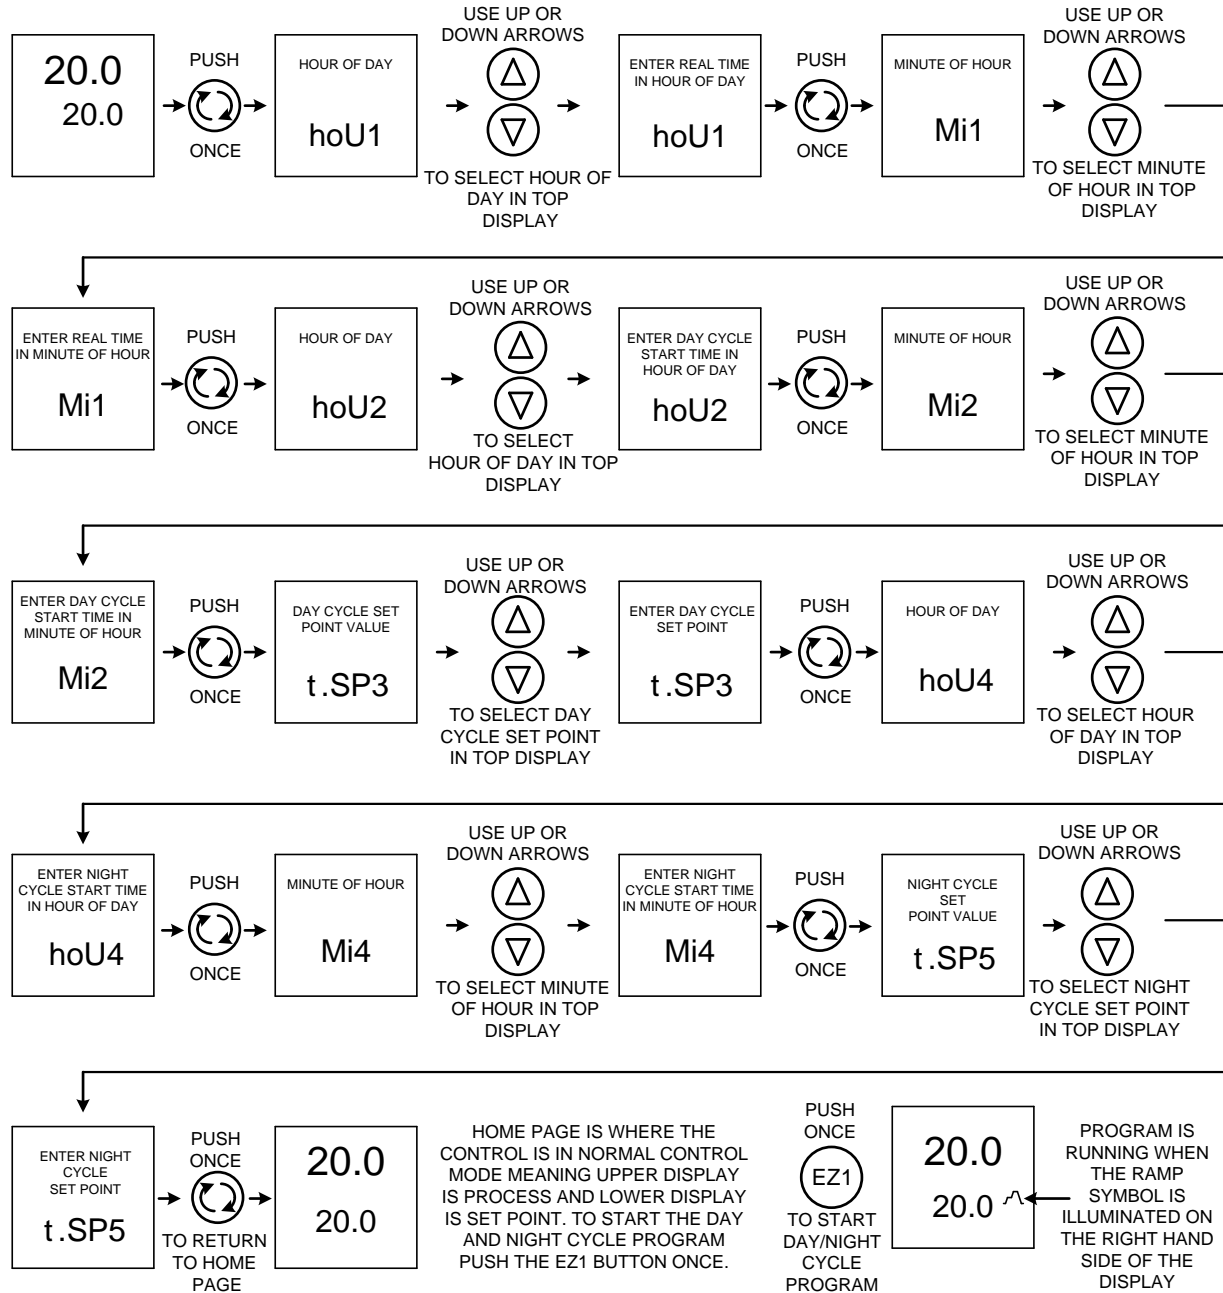 20.0
20.0
PUSH
ONCE
HOUR OF DAY
hoU1
USE UP OR
DOWN ARROWS
TO SELECT HOUR OF
DAY IN TOP
DISPLAY
ENTER REAL TIME
IN HOUR OF DAY
hoU1
PUSH
ONCE
MINUTE OF HOUR
Mi1
USE UP OR
DOWN ARROWS
TO SELECT MINUTE
OF HOUR IN TOP
DISPLAY
ENTER REAL TIME
IN MINUTE OF HOUR
Mi1
PUSH
ONCE
HOUR OF DAY
hoU2
USE UP OR
DOWN ARROWS
TO SELECT
HOUR OF DAY IN TOP
DISPLAY
ENTER DAY CYCLE
START TIME IN
HOUR OF DAY
hoU2
PUSH
ONCE
MINUTE OF HOUR
Mi2
USE UP OR
DOWN ARROWS
TO SELECT MINUTE
OF HOUR IN TOP
DISPLAY
ENTER DAY CYCLE
START TIME IN
MINUTE OF HOUR
Mi2
PUSH
ONCE
DAY CYCLE SET
POINT VALUE
t.SP3
USE UP OR
DOWN ARROWS
TO SELECT DAY
CYCLE SET POINT
IN TOP DISPLAY
ENTER DAY CYCLE
SET POINT
t.SP3
PUSH
ONCE
HOUR OF DAY
hoU4
USE UP OR
DOWN ARROWS
TO SELECT HOUR
OF DAY IN TOP
DISPLAY
ENTER NIGHT
CYCLE START TIME
IN HOUR OF DAY
hoU4
PUSH
ONCE
MINUTE OF HOUR
Mi4
USE UP OR
DOWN ARROWS
TO SELECT MINUTE
OF HOUR IN TOP
DISPLAY
ENTER NIGHT
CYCLE START TIME
IN MINUTE OF HOUR
Mi4
PUSH
ONCE
NIGHT CYCLE
SET
POINT VALUE
t.SP5
USE UP OR
DOWN ARROWS
TO SELECT NIGHT
CYCLE SET POINT
IN TOP DISPLAY
ENTER NIGHT
CYCLE
SET POINT
t.SP5
PUSH
ONCE
TO RETURN
TO HOME
PAGE
20.0
20.0
HOME PAGE IS WHERE THE
CONTROL IS IN NORMAL CONTROL
MODE MEANING UPPER DISPLAY
IS PROCESS AND LOWER DISPLAY
IS SET POINT. TO START THE DAY
AND NIGHT CYCLE PROGRAM
PUSH THE EZ1 BUTTON ONCE.
PUSH
ONCE
EZ1
TO START
DAY/NIGHT
CYCLE
PROGRAM
20.0
20.0
PROGRAM IS
RUNNING WHEN
THE RAMP
SYMBOL IS
ILLUMINATED ON
THE RIGHT HAND
SIDE OF THE
DISPLAY